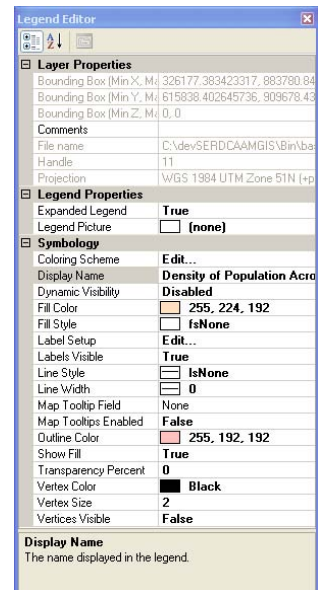 Legend Editor
Layer Properties
Bounding Box (Min X, Ma 326177.383423317, 883780.84
Bounding Box (Min Y, Ma 615838.402645736, 909678.43
Bounding Box (Min Z, Ma 0, 0
Comments
File name C:\devSERDCAAMGIS\Bin\ba
Handle 11
Projection WGS 1984 UTM Zone 51N (+p
Legend Properties
Expanded Legend True
Legend Picture (none)
Symbology
Coloring Scheme Edit...
Display Name Density of Population Acro
Dynamic Visibility Disabled
Fill Color 255, 224, 192
Fill Style fsNone
Label Setup Edit...
Labels Visible True
Line Style lsNone
Line Width 0
Map Tooltip Field None
Map Tooltips Enabled False
Outline Color 255, 192, 192
Show Fill True
Transparency Percent 0
Vertex Color Black
Vertex Size 2
Vertices Visible False
Display Name
The name displayed in the legend.